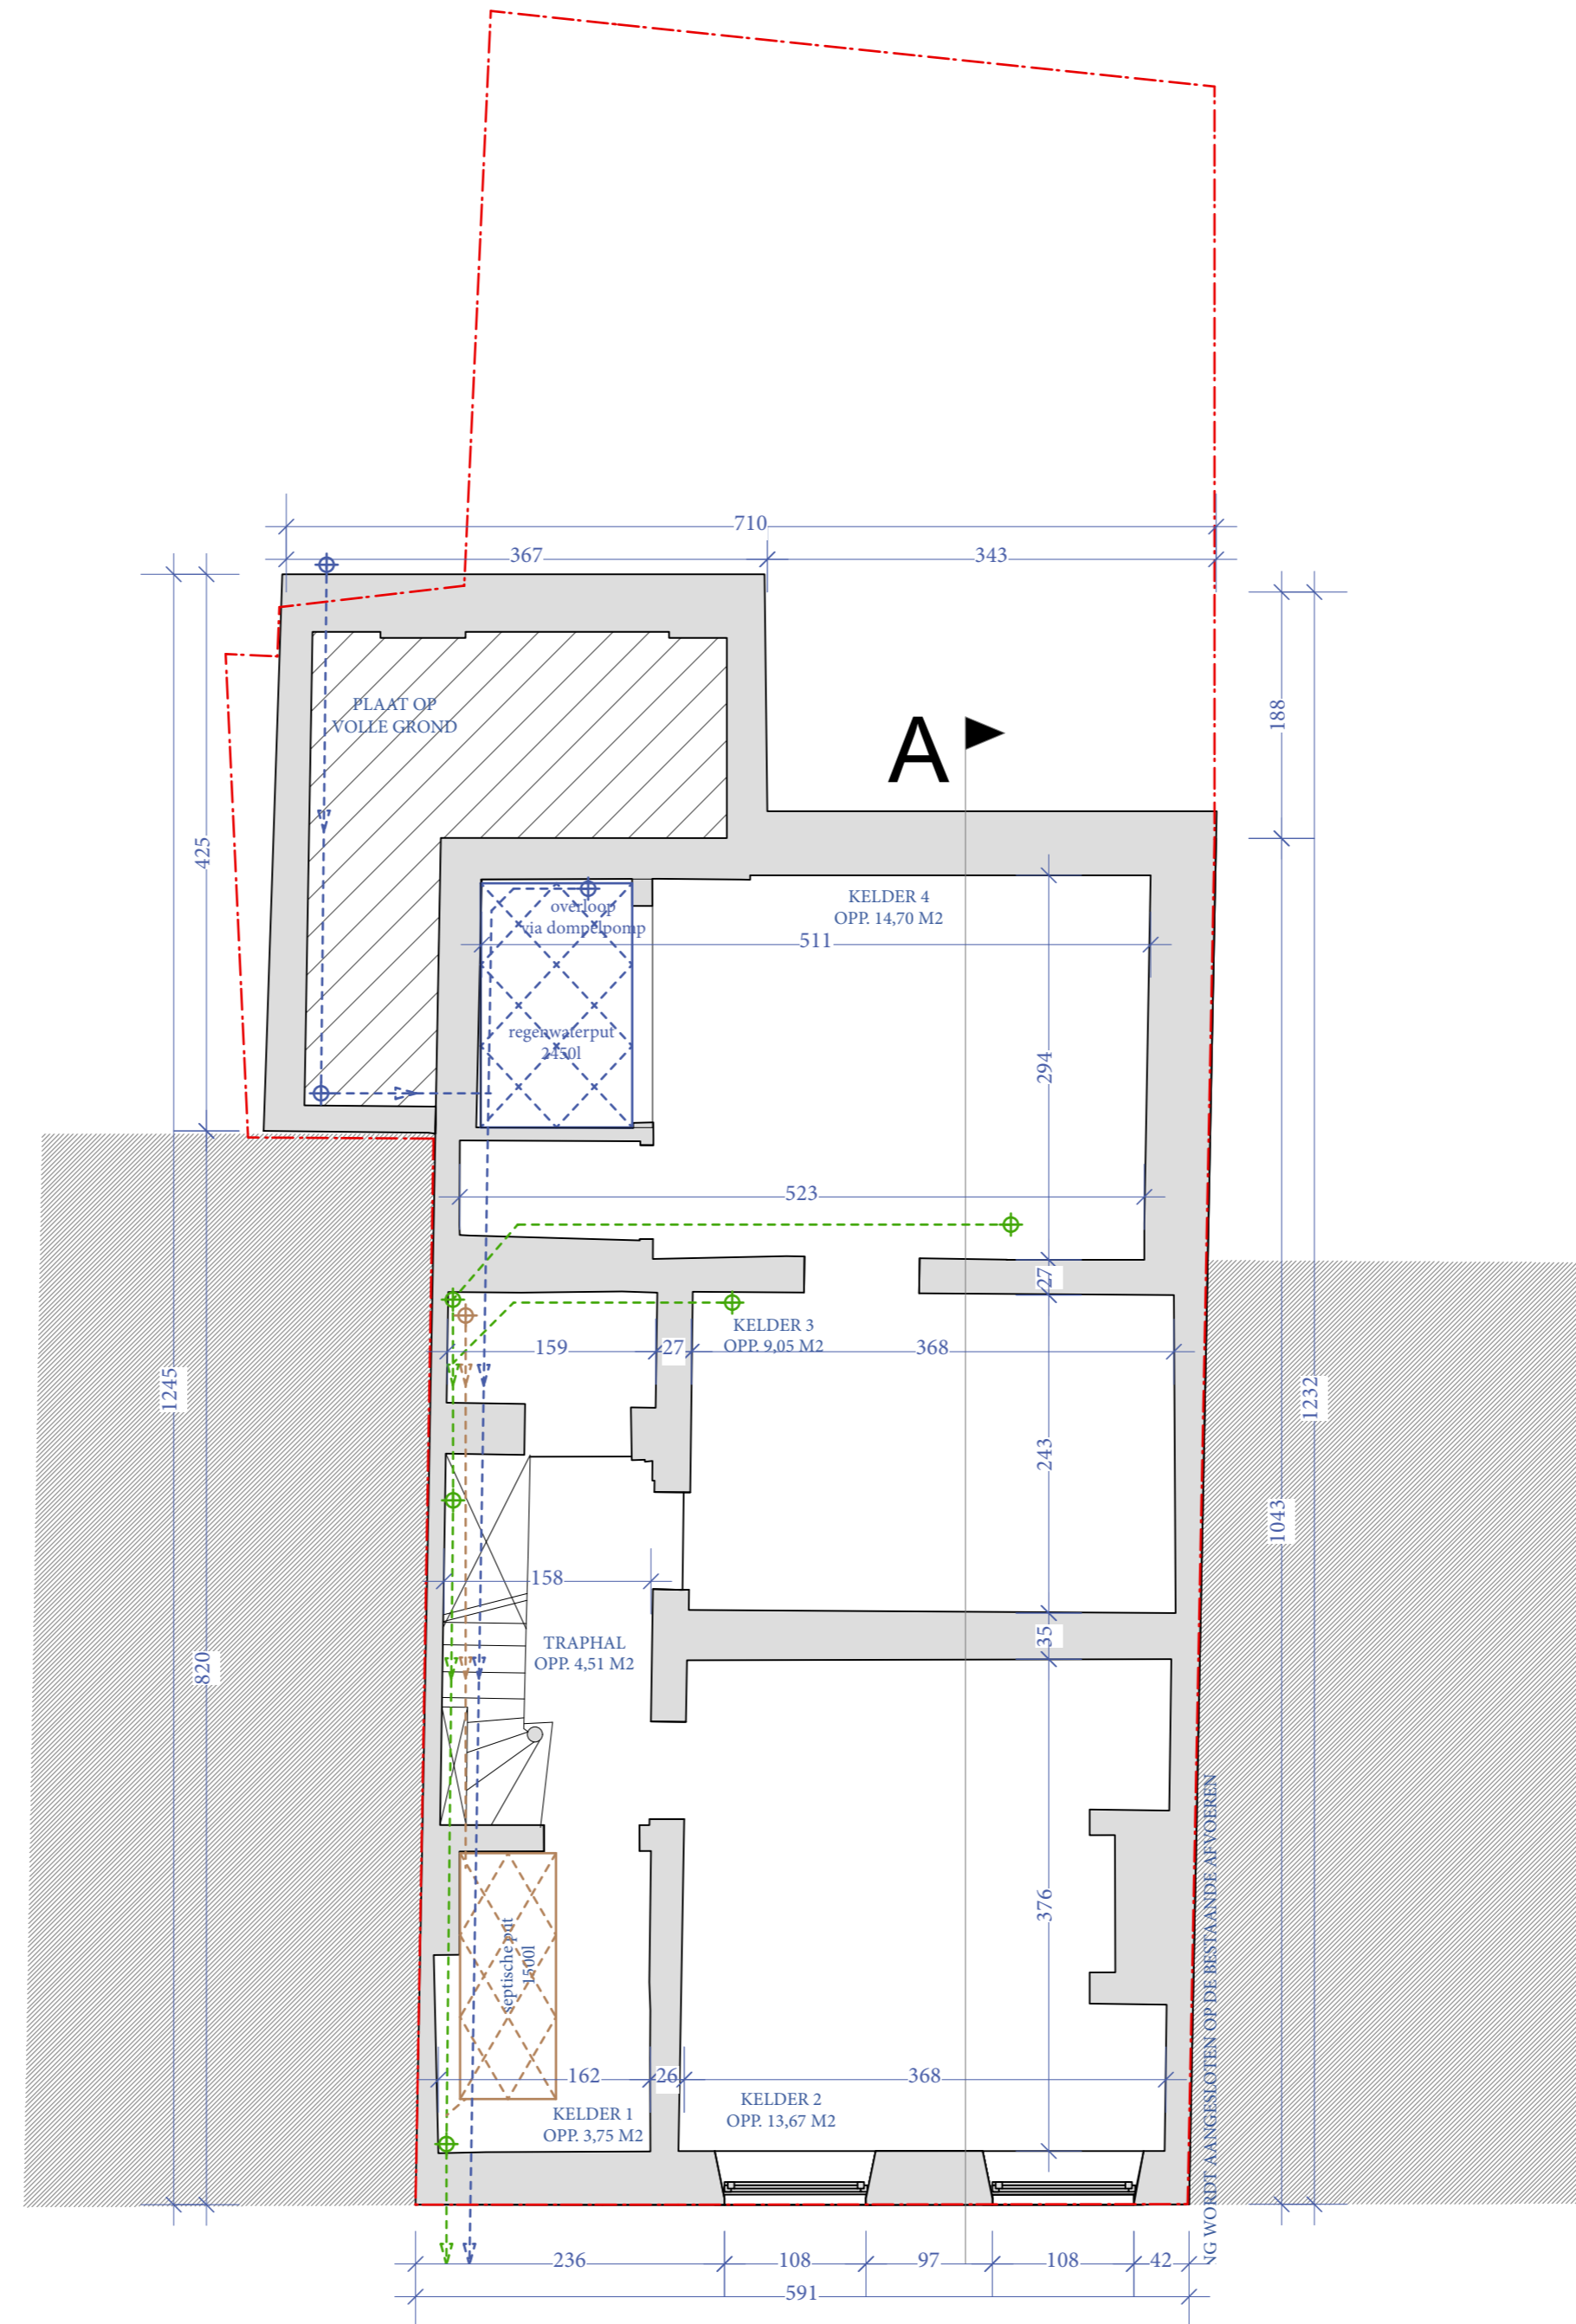 710
367
343
PLAAT OP
VOLLE GROND
188
A
425
KELDER 4
OPP. 14,70 M2
overloop
via dompelpomp
511
regenwaterput
2450l
294
523
27
KELDER 3
OPP. 9,05 M2
159
27
368
1245
1232
243
1043
158
35
TRAPHAL
OPP. 4,51 M2
820
376
septische put
1500l
NG WORDT AANGESLOTEN OP DE BESTAANDE AFVOEREN
162
26
368
KELDER 2
OPP. 13,67 M2
KELDER 1
OPP. 3,75 M2
236
108
97
108
42
591